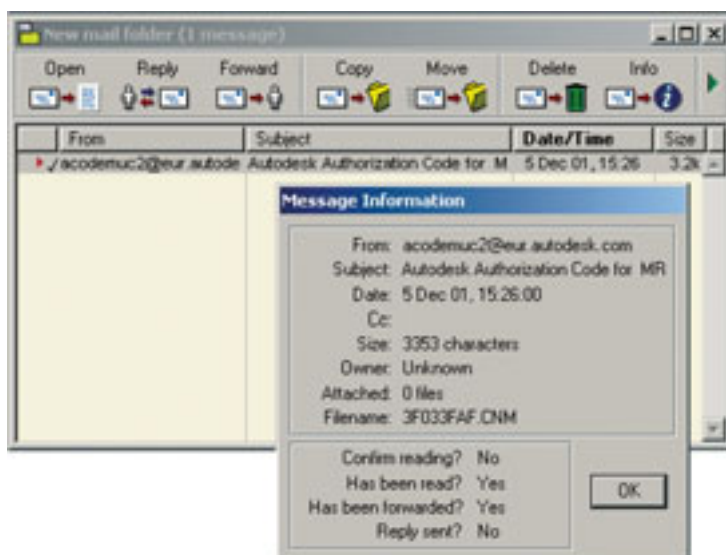 New mail folder (1 message)
Open Reply Forward Copy Move Delete Info
From Subject Date/Time Size
acodemuc2@eur.autode Autodesk Authorization Code for M 5 Dec 01, 15:26 3.2k
Message Information
From: acodemuc2@eur.autodesk.com
Subject: Autodesk Authorization Code for MR
Date: 5 Dec 01, 15:26:00
Cc:
Size: 3353 characters
Owner: Unknown
Attached: 0 files
Filename: 3F033FAF.CNM
Confirm reading? No
Has been read? Yes
Has been forwarded? Yes
Reply sent? No
OK